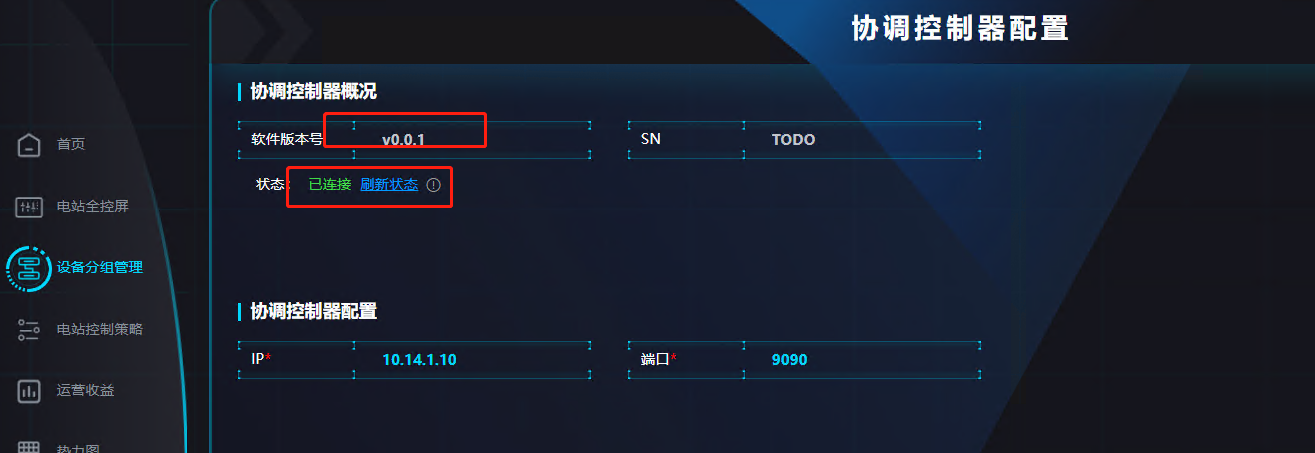 协调控制器配置
协调控制器概况
软件版本号 v0.0.1 SN TODO
状态: 已连接 刷新状态
首页
电站全控屏
设备分组管理
电站控制策略
运营收益
热力图
协调控制器配置
IP* 10.14.1.10 端口* 9090